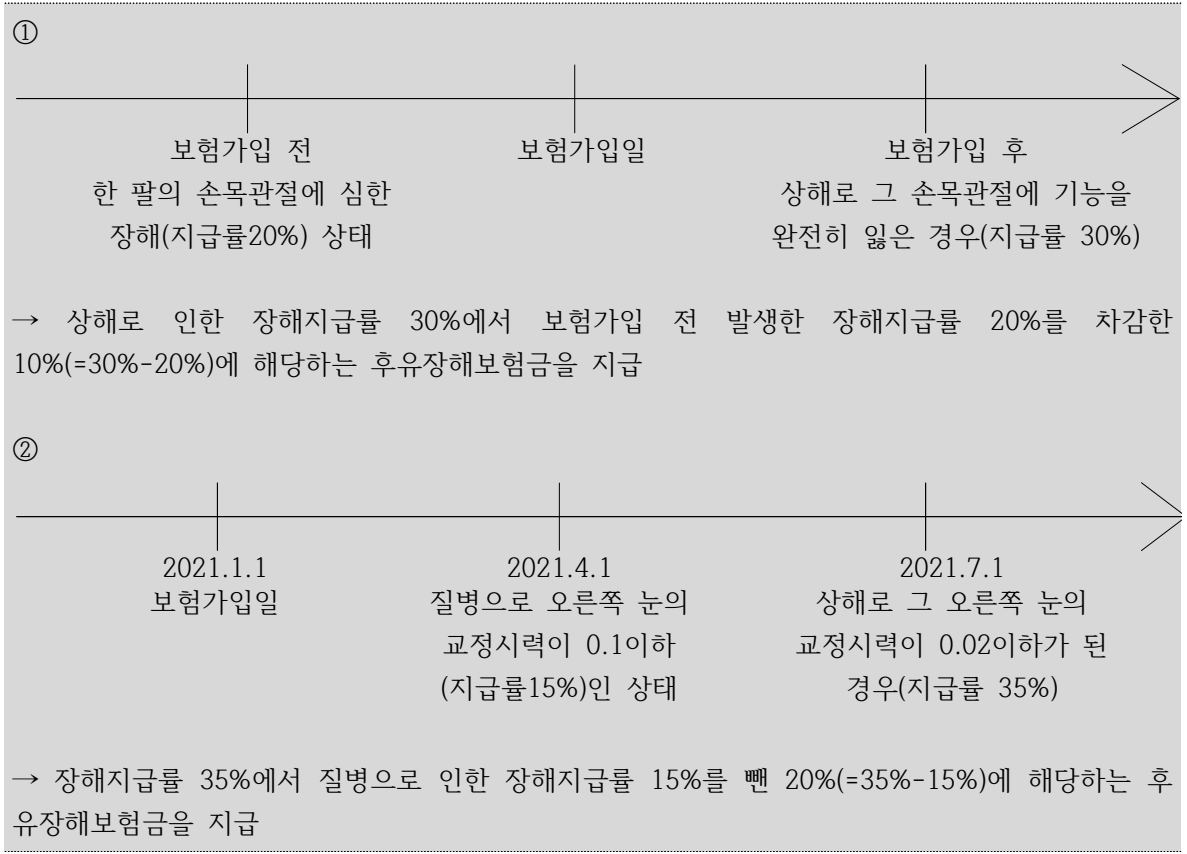 ①
보험가입 전
한 팔의 손목관절에 심한
장해(지급률20%) 상태
보험가입일
보험가입 후
상해로 그 손목관절에 기능을
완전히 잃은 경우(지급률 30%)
→ 상해로 인한 장해지급률 30%에서 보험가입 전 발생한 장해지급률 20%를 차감한
10%(=30%-20%)에 해당하는 후유장해보험금을 지급
②
2021.1.1
보험가입일
2021.4.1
질병으로 오른쪽 눈의
교정시력이 0.1이하
(지급률15%)인 상태
2021.7.1
상해로 그 오른쪽 눈의
교정시력이 0.02이하가 된
경우(지급률 35%)
→ 장해지급률 35%에서 질병으로 인한 장해지급률 15%를 뺀 20%(=35%-15%)에 해당하는 후
유장해보험금을 지급